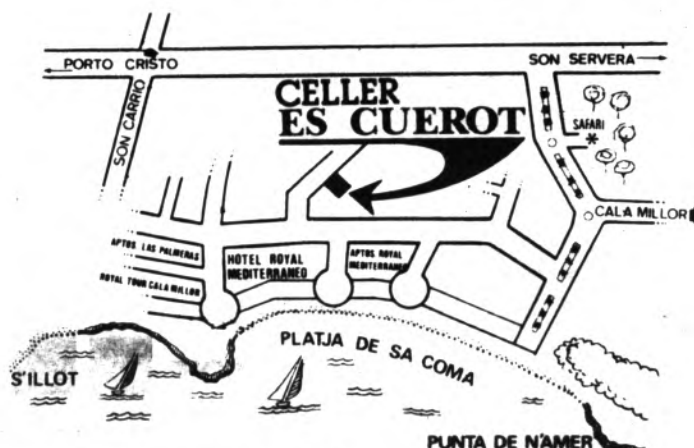 PORTO CRISTO
SON SERVERA
SON CARRIO
CELLER
ES CUEROT
SAFARI
CALA MILLOR
APTOS LAS PALMERAS
HOTEL ROYAL
MEDITERRANEO
APTOS ROYAL
MEDITERRANEO
ROYAL TOUR CALA MILLOR
PLATJA DE SA COMA
S'ILLOT
PUNTA DE N'AMER